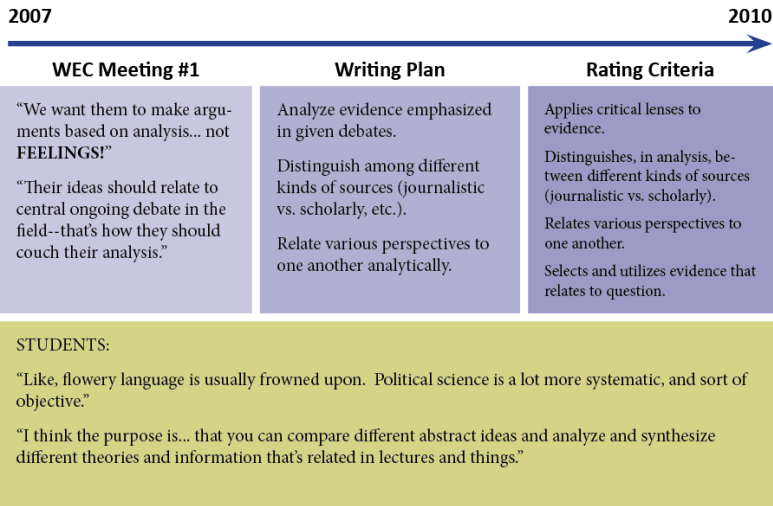 2007
2010
WEC Meeting #1
“We want them to make argu-
ments based on analysis... not
FEELINGS!”
“Their ideas should relate to
central ongoing debate in the
field--that’s how they should
couch their analysis.”
Writing Plan
Analyze evidence emphasized
in given debates.
Distinguish among different
kinds of sources (journalistic
vs. scholarly, etc.).
Relate various perspectives to
one another analytically.
Rating Criteria
Applies critical lenses to
evidence.
Distinguishes, in analysis, be-
tween different kinds of sources
(journalistic vs. scholarly).
Relates various perspectives to
one another.
Selects and utilizes evidence that
relates to question.
STUDENTS:
“Like, flowery language is usually frowned upon.  Political science is a lot more systematic, and sort of
objective.”
“I think the purpose is... that you can compare different abstract ideas and analyze and synthesize
different theories and information that’s related in lectures and things.”